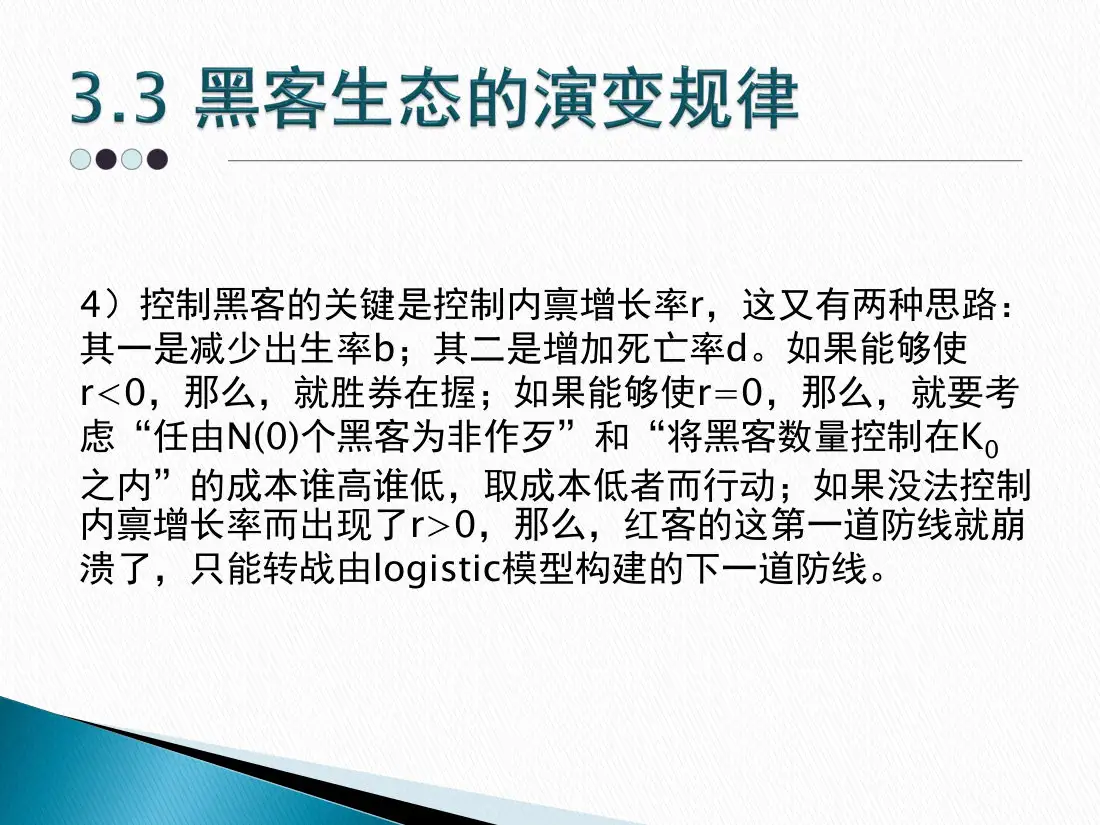 3.3 黑客生态的演变规律
4）控制黑客的关键是控制内禀增长率r，这又有两种思路：
其一是减少出生率b；其二是增加死亡率d。如果能够使
r<0，那么，就胜券在握；如果能够使r=0，那么，就要考
虑“任由N(0)个黑客为非作歹”和“将黑客数量控制在K₀
之内”的成本谁高谁低，取成本低者而行动；如果没法控制
内禀增长率而出现了r>0，那么，红客的这第一道防线就崩
溃了，只能转战由logistic模型构建的下一道防线。